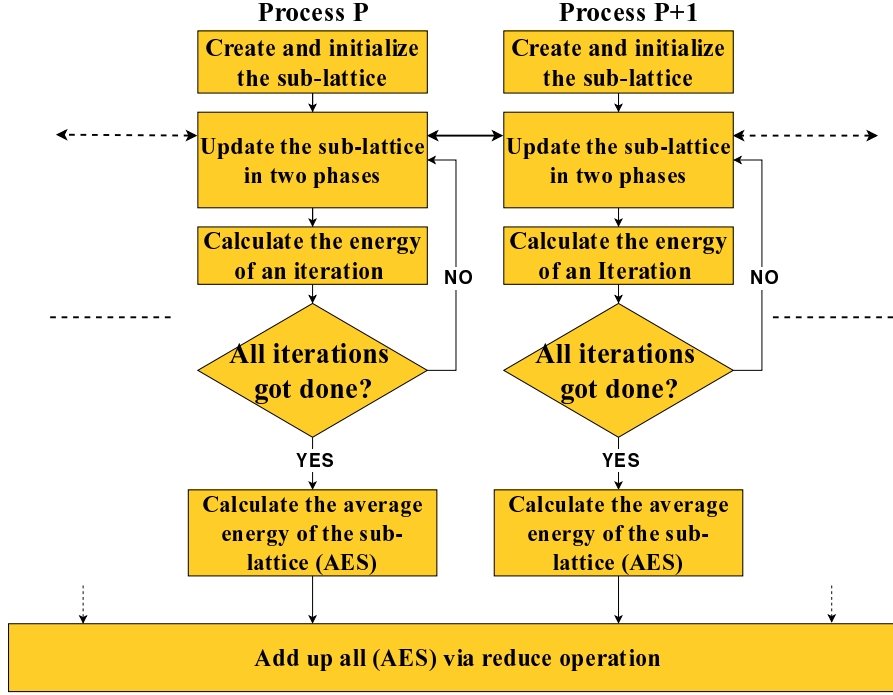 Process P
Create and initialize
the sub-lattice
Update the sub-lattice
in two phases
Calculate the energy
of an iteration
NO
All iterations
got done?
YES
Calculate the average
energy of the sub-
lattice (AES)
Process P+1
Create and initialize
the sub-lattice
Update the sub-lattice
in two phases
Calculate the energy
of an Iteration
NO
All iterations
got done?
YES
Calculate the average
energy of the sub-
lattice (AES)
Add up all (AES) via reduce operation